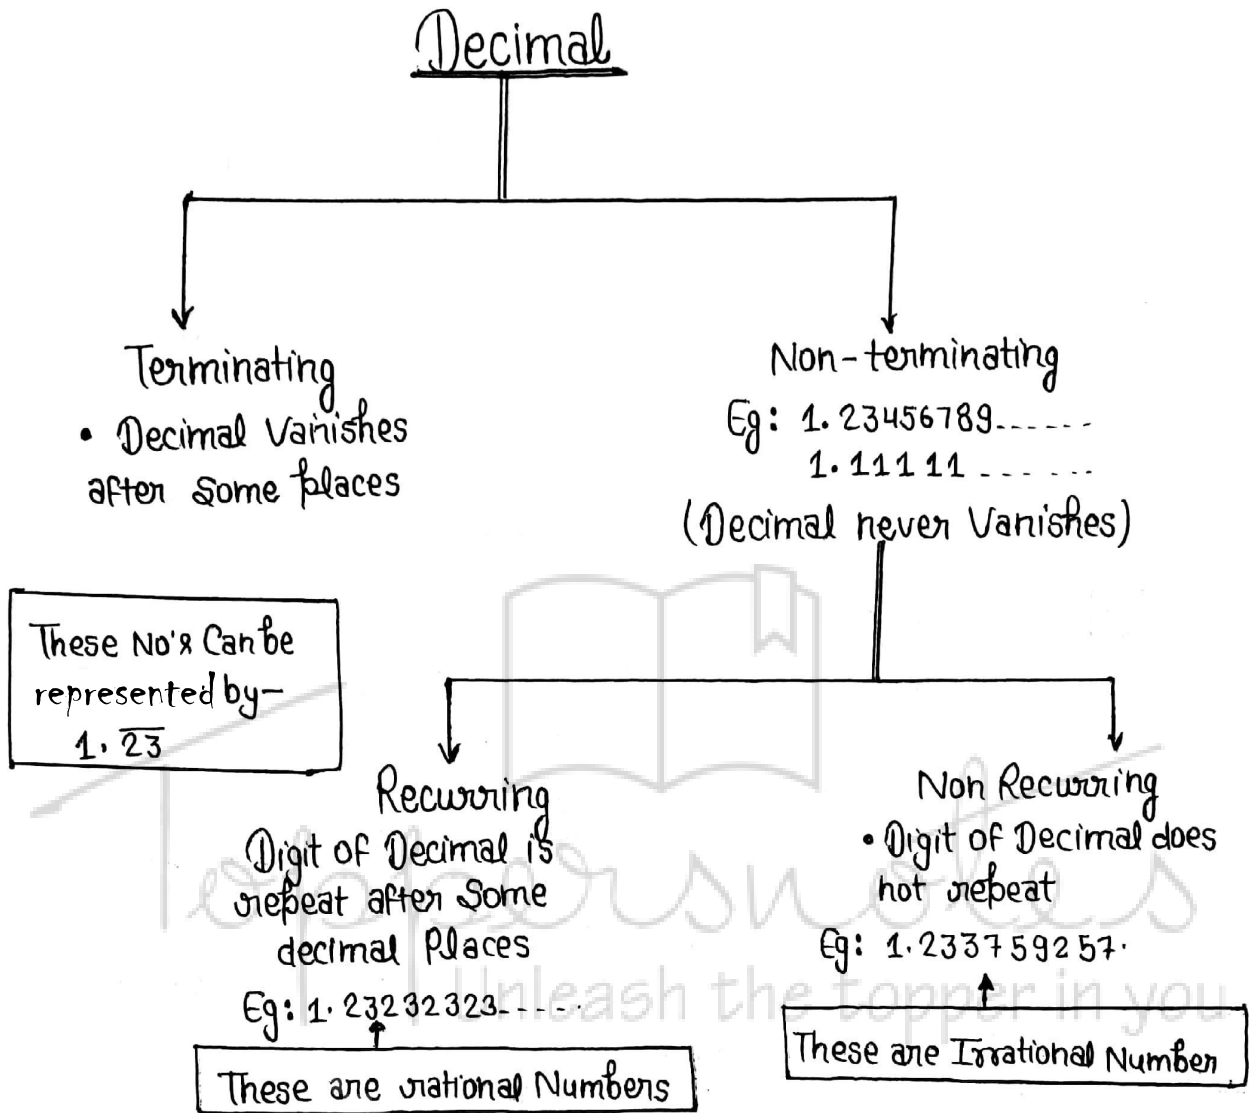 Decimal
Terminating
• Decimal Vanishes
after some places
Non-terminating
Eg: 1.23456789......
1.11111......
(Decimal never Vanishes)
These No's Can be
represented by-
1.2̅3̅
Recurring
Digit of Decimal is
repeat after Some
decimal Places
Eg: 1.23232323.....
These are rational Numbers
Non Recurring
• Digit of Decimal does
not repeat
Eg: 1.233759257.
These are Irrational Number
Toppersnotes
Unleash the topper in you